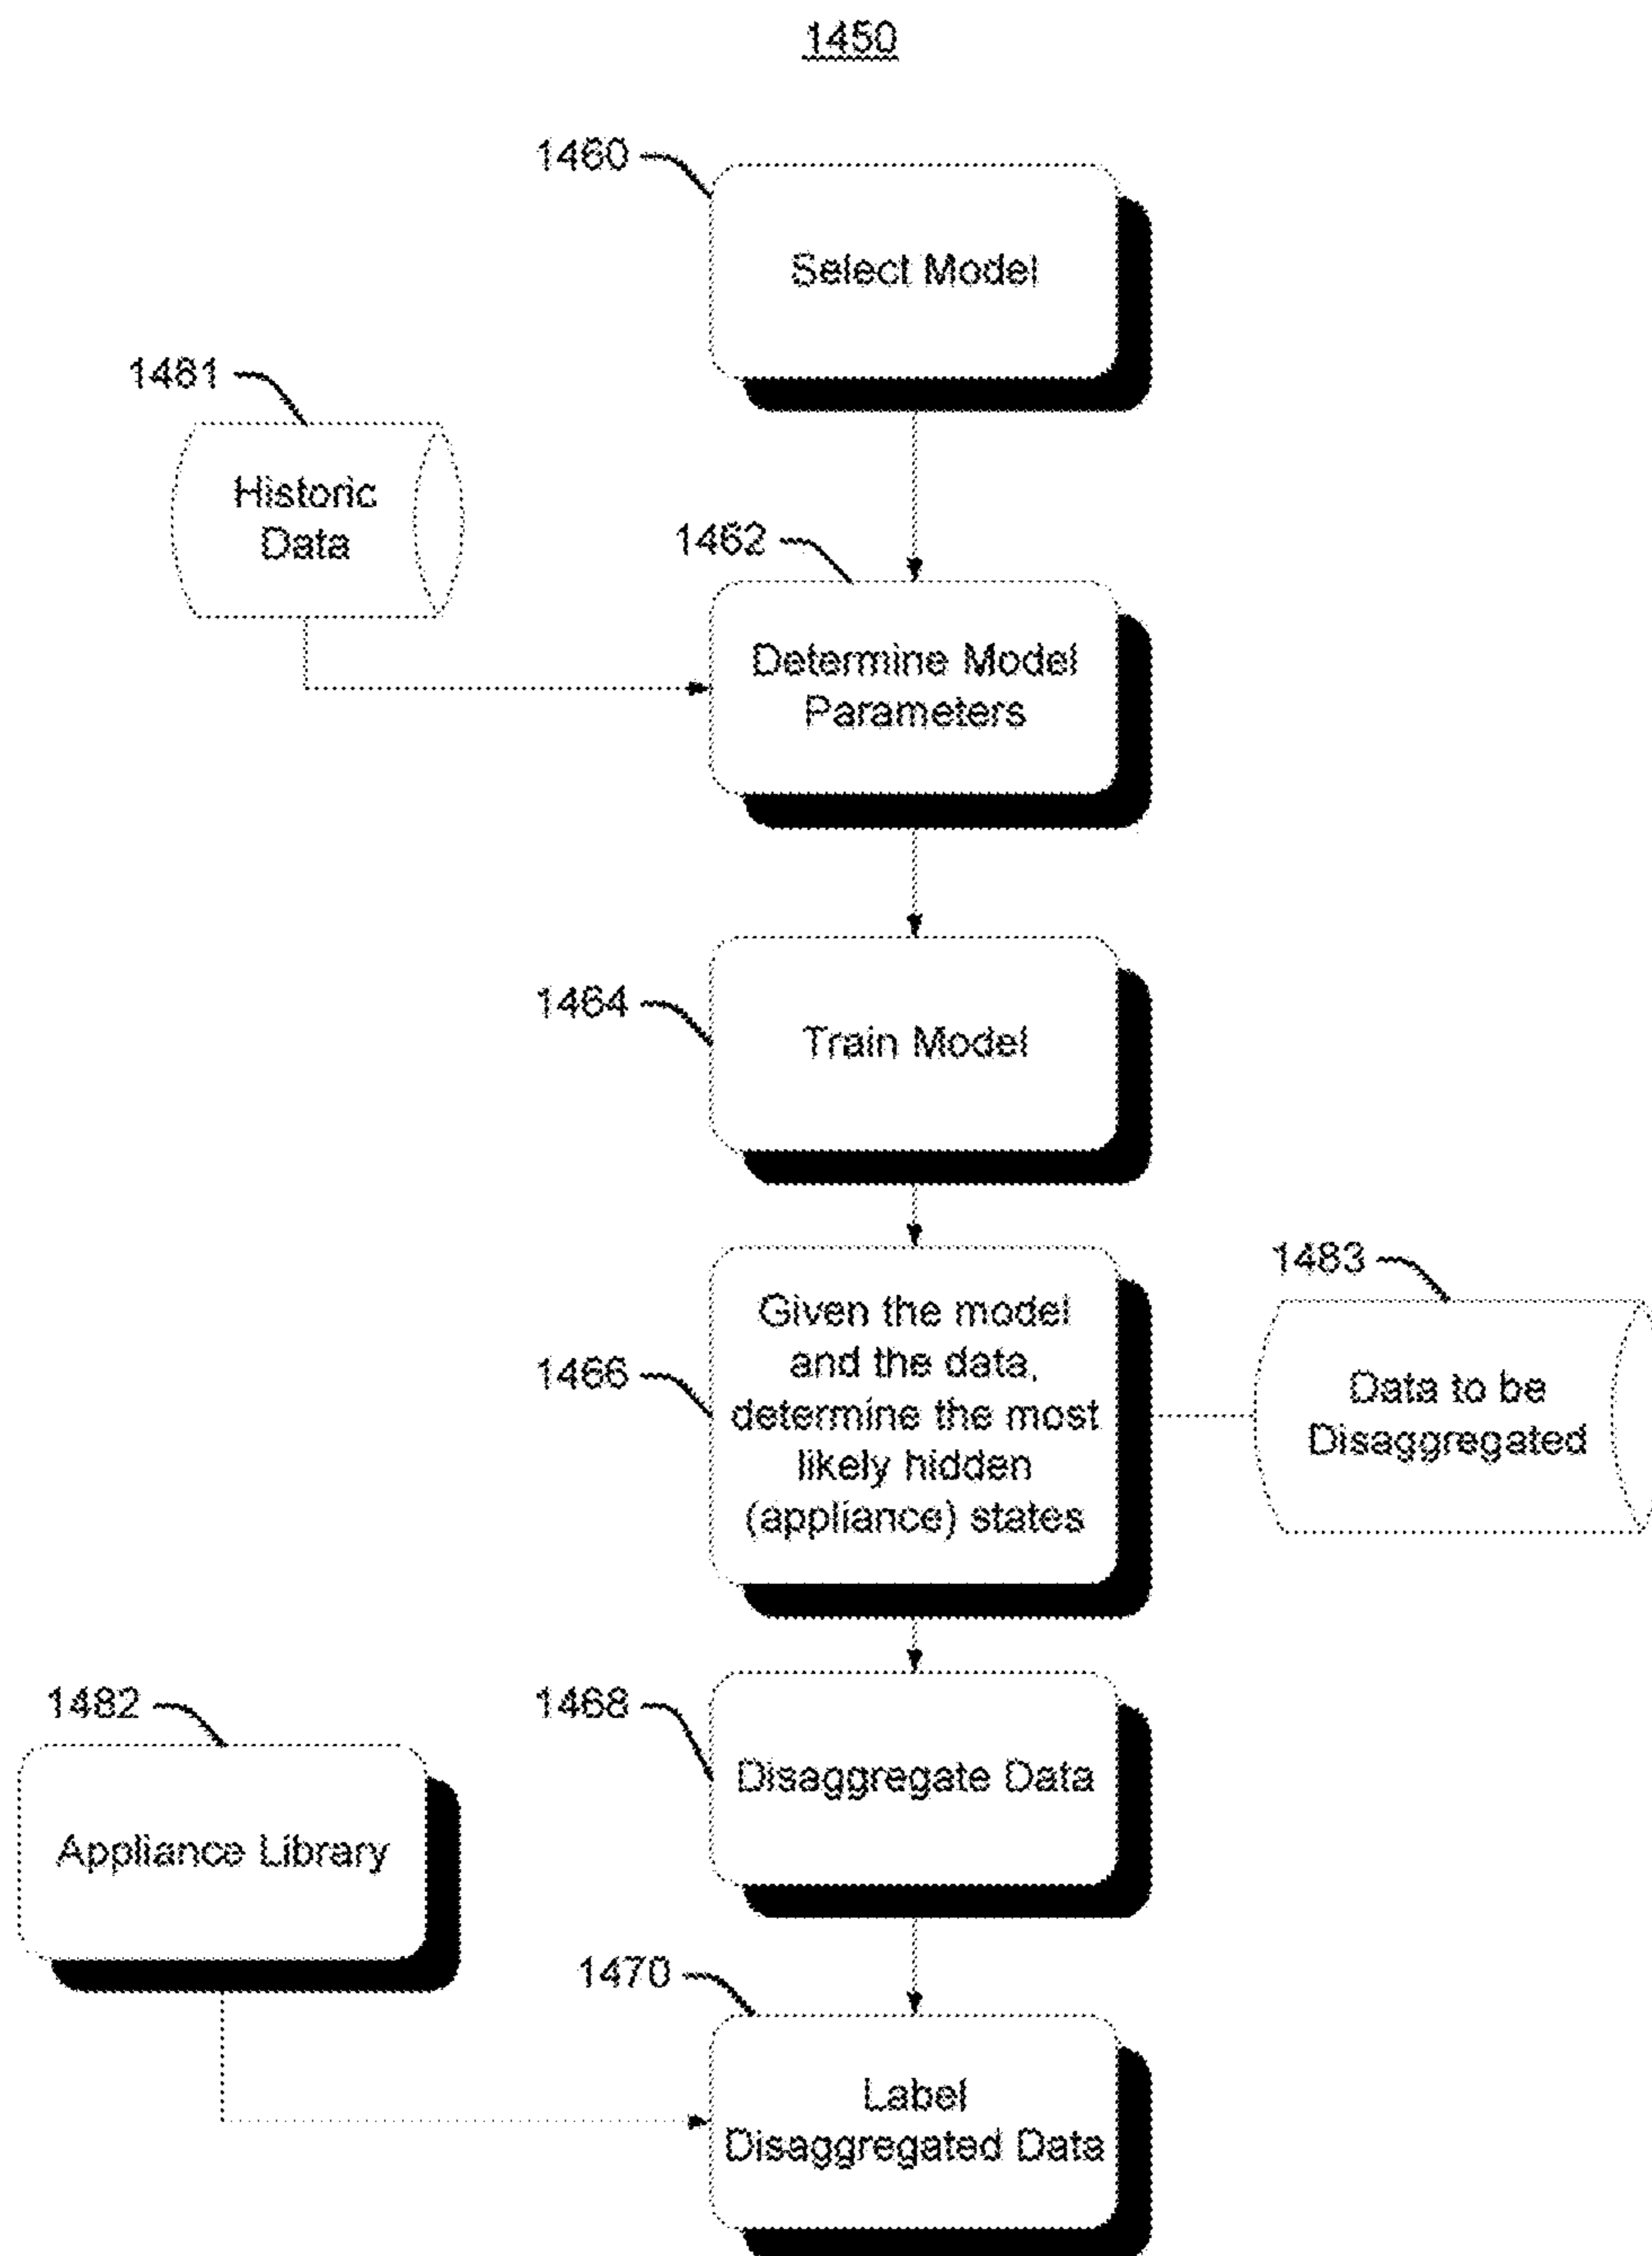 1450
1460
Select Model
1481
Historic
Data
1462
Determine Model
Parameters
1464
Train Model
1466
Given the model
and the data,
determine the most
likely hidden
(appliance) states
1483
Data to be
Disaggregated
1482
Appliance Library
1468
Disaggregate Data
1470
Label
Disaggregated Data